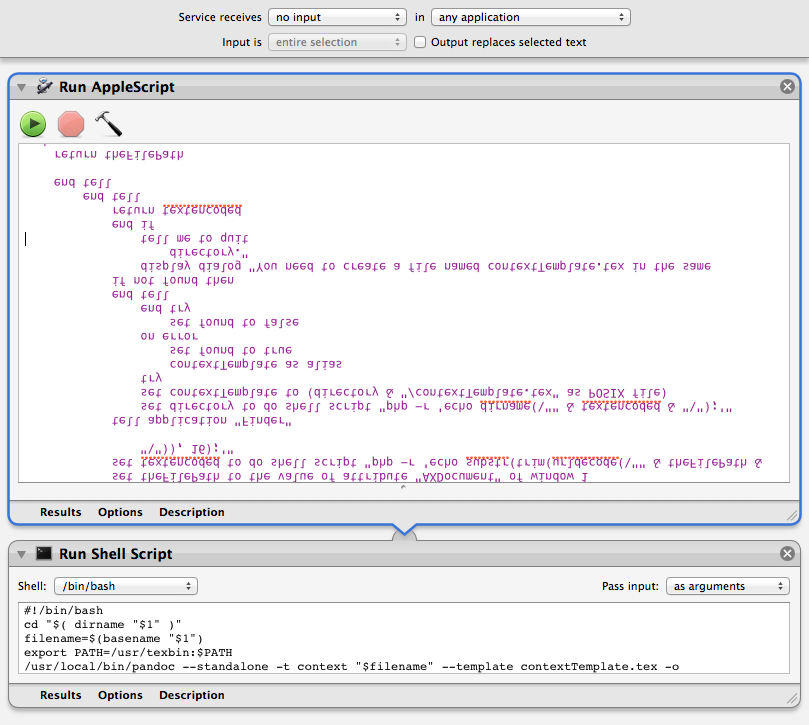 Service receives no input in any application
Input is entire selection Output replaces selected text
Run AppleScript
set theFilePath to the value of attribute "AXDocument" of window 1
set textencoded to do shell script "php -r 'echo substr(trim(urldecode(\"" & theFilePath &
"\")), 16);'"
tell application "Finder"
set directory to do shell script "php -r 'echo dirname(\"" & textencoded & "\");'"
set contextTemplate to (directory & "/contextTemplate.tex" as POSIX file)
try
contextTemplate as alias
set found to true
on error
set found to false
end try
end tell
if not found then
display dialog "You need to create a file named contextTemplate.tex in the same
directory."
tell me to quit
end if
return textencoded
end tell
end tell
return theFilePath
Results Options Description
Run Shell Script
Shell: /bin/bash Pass input: as arguments
#!/bin/bash
cd "$( dirname "$1" )"
filename=$(basename "$1")
export PATH=/usr/texbin:$PATH
/usr/local/bin/pandoc --standalone -t context "$filename" --template contextTemplate.tex -o
Results Options Description